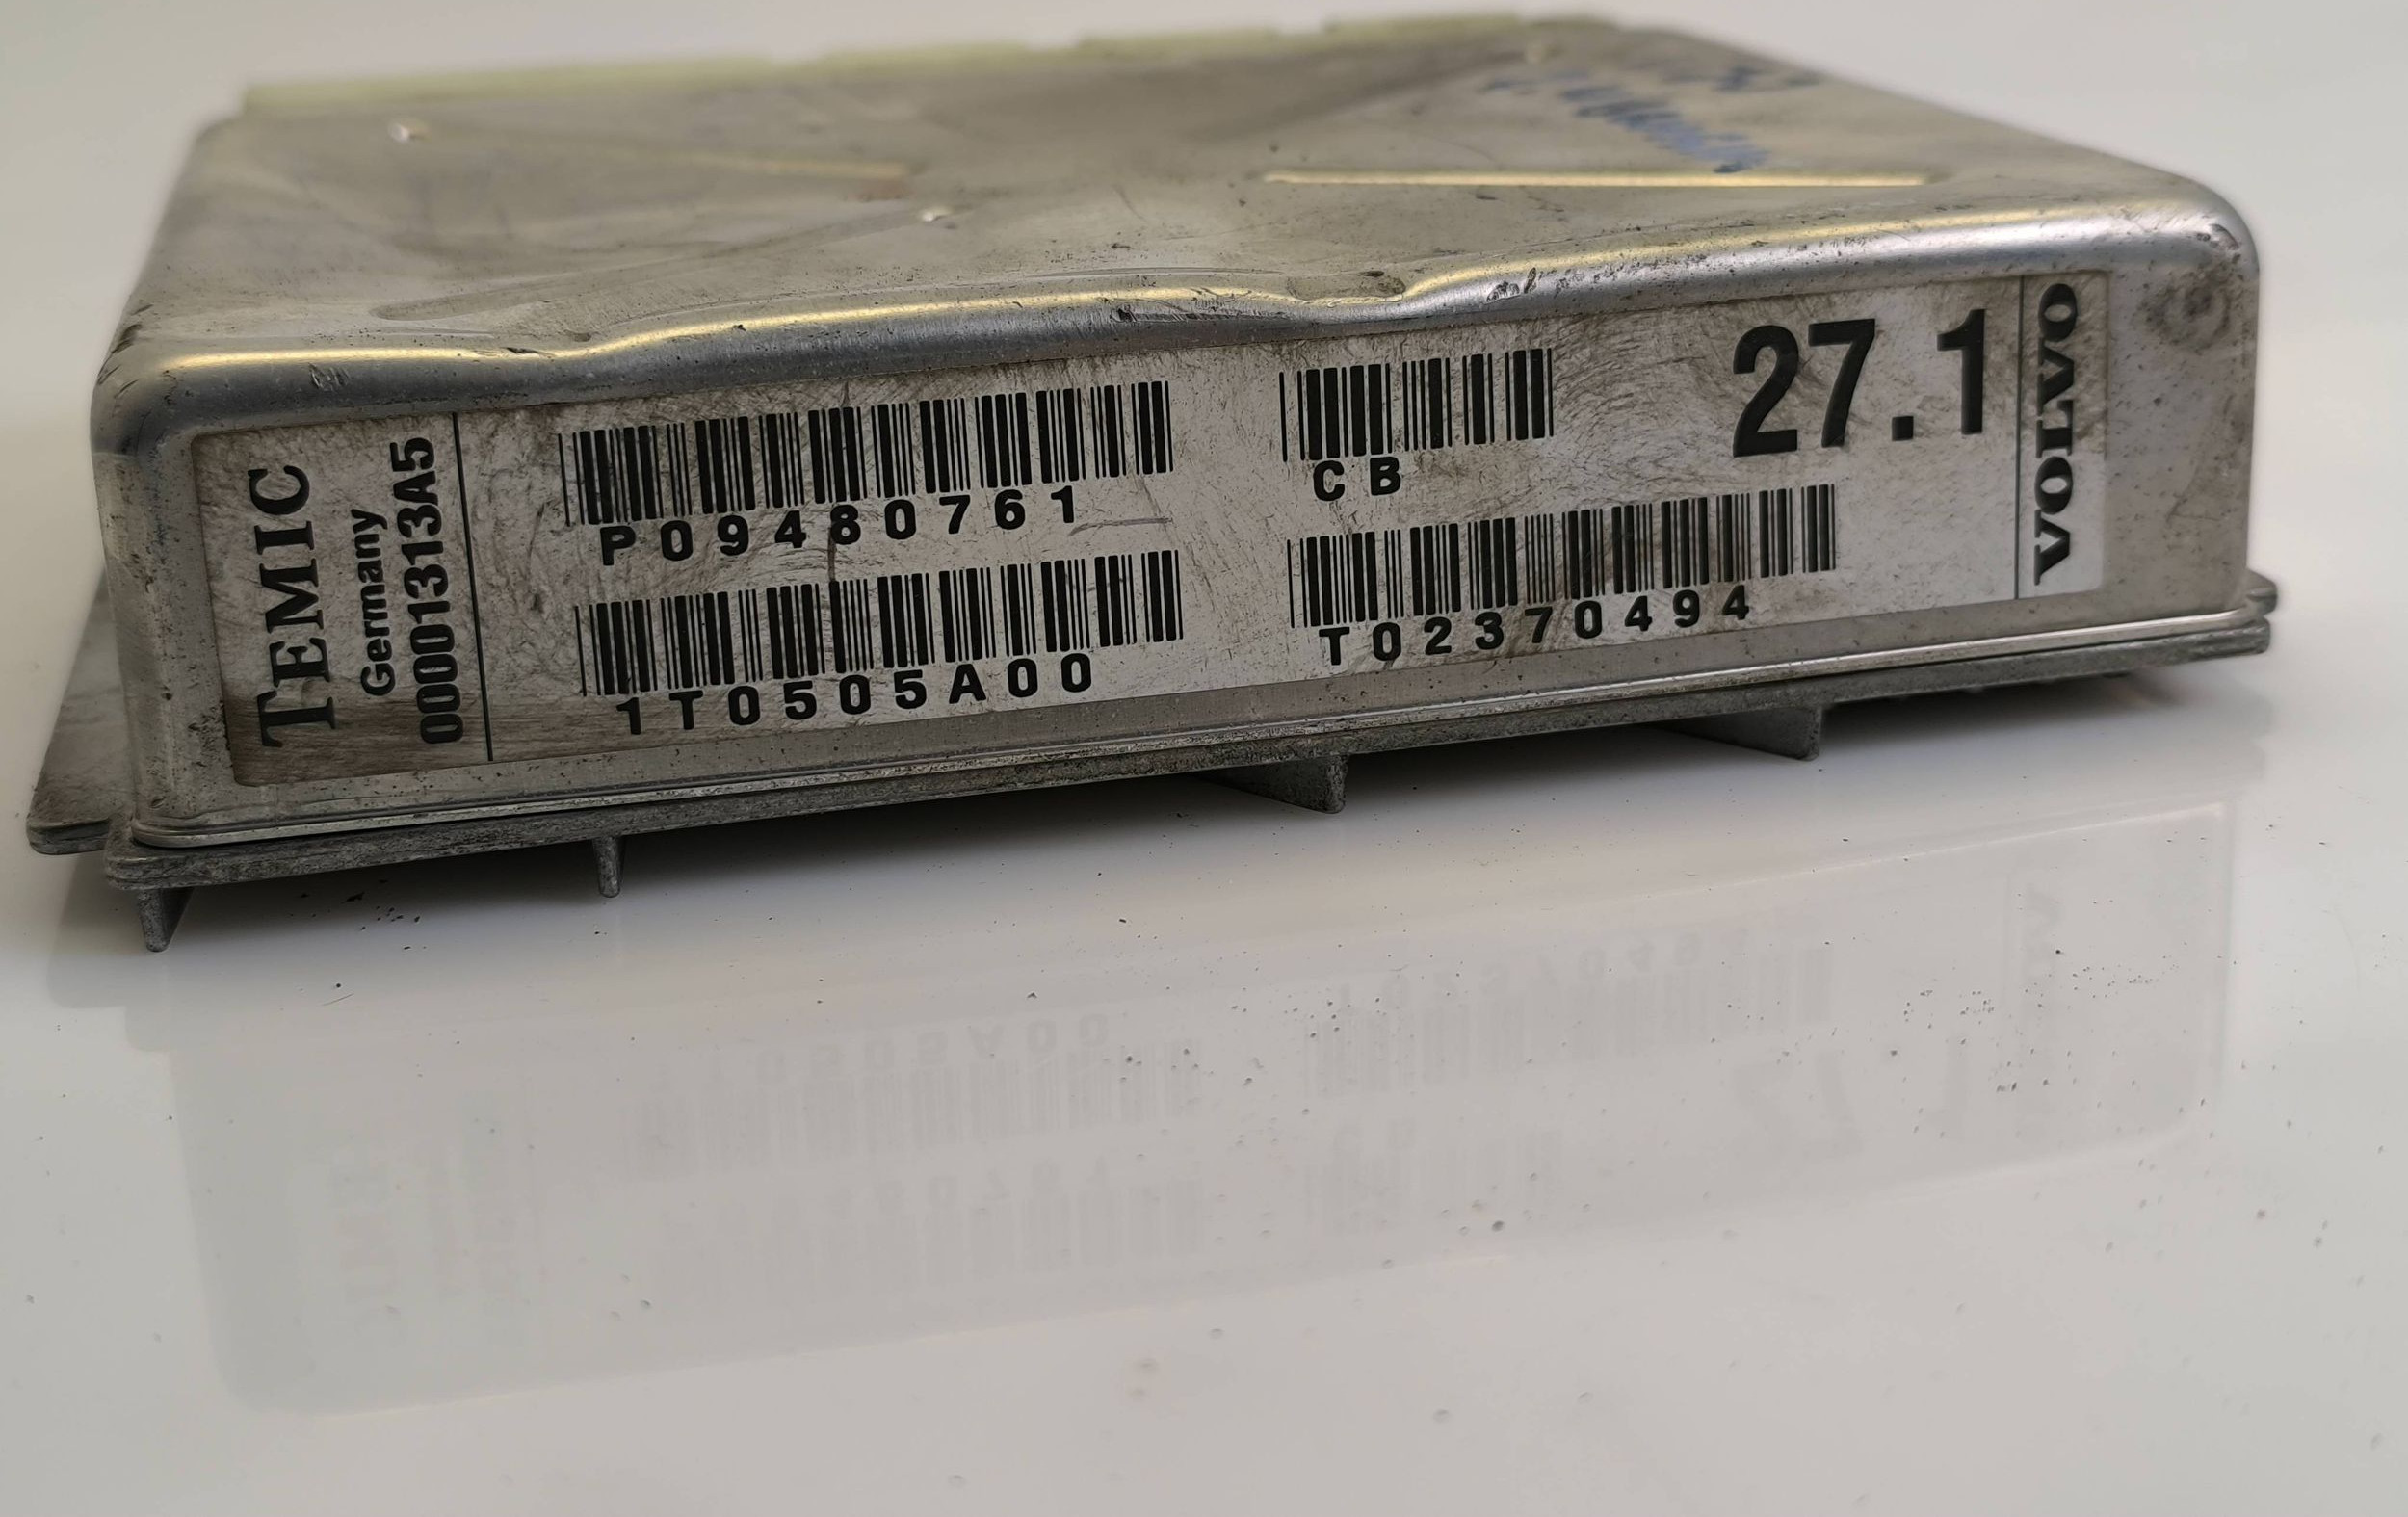 TEMIC
Germany
00001313A5
P09480761
1T0505A00
CB
T02370494
27.1
VOLVO